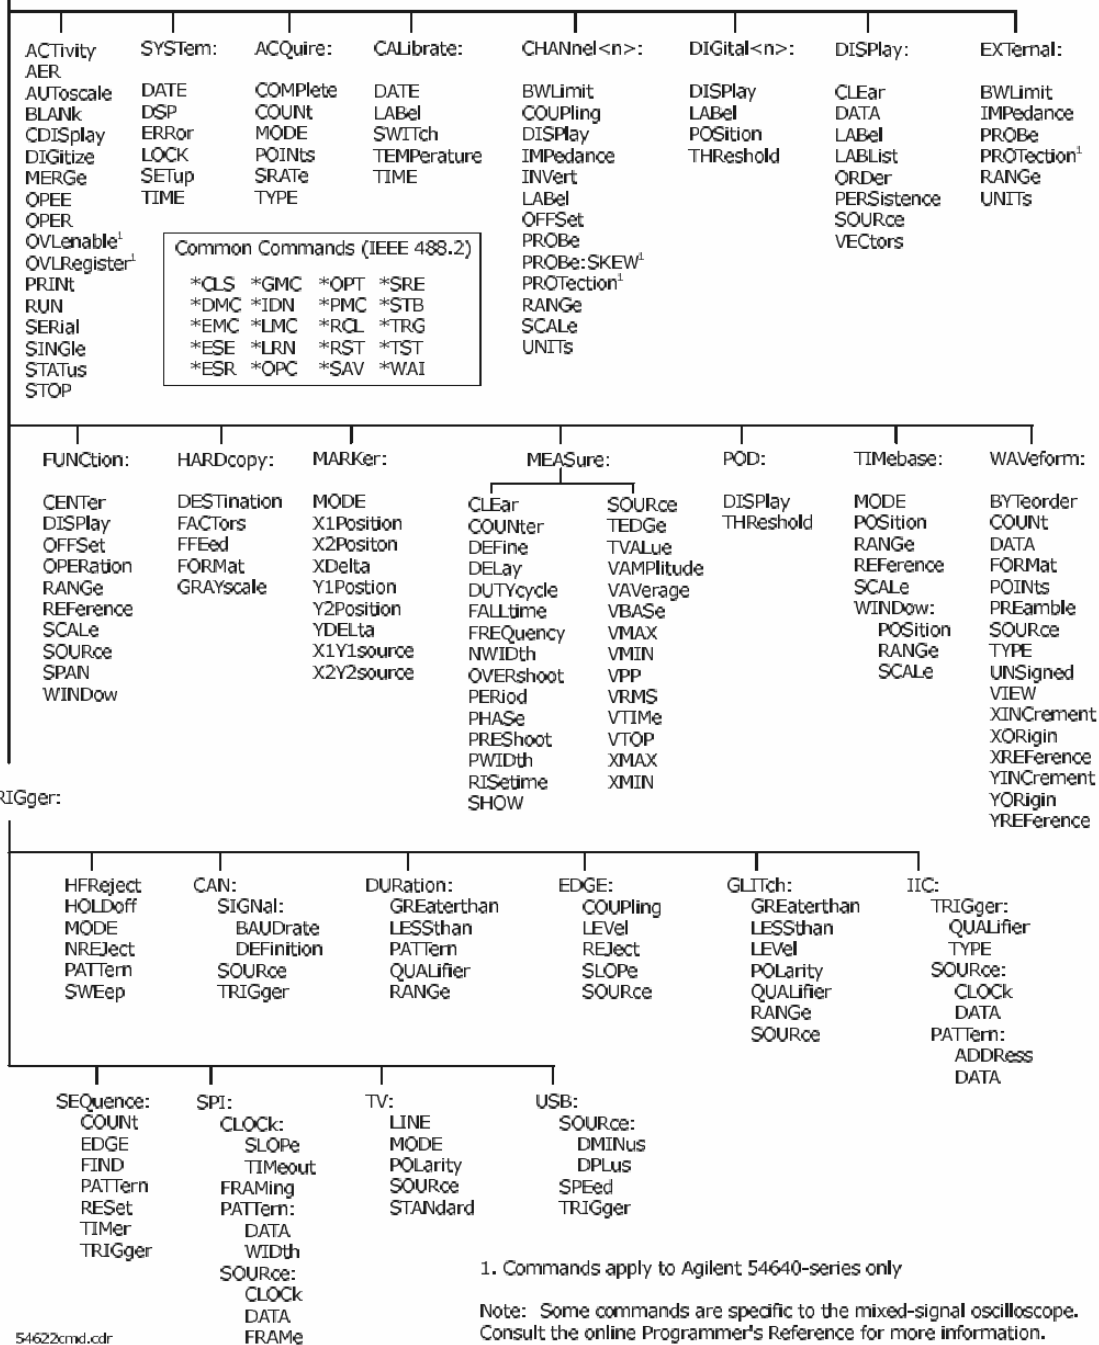 ACTivity
AER
AUToscale
BLANk
CDISplay
DIGitize
MERGe
OPEE
OPER
OVLenable¹
OVLRegister¹
PRINt
RUN
SERial
SINGle
STATus
STOP
SYSTem:
DATE
DSP
ERRor
LOCK
SETup
TIME
ACQuire:
COMPlete
COUNt
MODE
POINts
SRATe
TYPE
CALibrate:
DATE
LABel
SWITch
TEMPerature
TIME
Common Commands (IEEE 488.2)
*CLS *GMC *OPT *SRE
*DMC *IDN *PMC *STB
*EMC *LMC *RCL *TRG
*ESE *LRN *RST *TST
*ESR *OPC *SAV *WAI
CHANnel<n>:
BWLimit
COUPling
DISPlay
IMPedance
INVert
LABel
OFFSet
PROBe
PROBe:SKEW¹
PROTection¹
RANGe
SCALe
UNITs
DIGital<n>:
DISPlay
LABel
POSition
THReshold
DISPlay:
CLEar
DATA
LABel
LABList
ORDer
PERSistence
SOURce
VECtors
EXTernal:
BWLimit
IMPedance
PROBe
PROTection¹
RANGe
UNITs
FUNCtion:
CENTer
DISPlay
OFFSet
OPERation
RANGe
REFerence
SCALe
SOURce
SPAN
WINDow
HARDcopy:
DESTination
FACTors
FFEed
FORMat
GRAYscale
MARKer:
MODE
X1Position
X2Positon
XDelta
Y1Postion
Y2Position
YDELta
X1Y1source
X2Y2source
MEASure:
CLEar
COUNter
DEFine
DELay
DUTYcycle
FALLtime
FREQuency
NWIDth
OVERshoot
PERiod
PHASe
PREShoot
PWIDth
RISetime
SHOW
SOURce
TEDGe
TVALue
VAMPlitude
VAVerage
VBASe
VMAX
VMIN
VPP
VRMS
VTIMe
VTOP
XMAX
XMIN
POD:
DISPlay
THReshold
TIMebase:
MODE
POSition
RANGe
REFerence
SCALe
WINDow:
POSition
RANGe
SCALe
WAVeform:
BYTeorder
COUNt
DATA
FORMat
POINts
PREamble
SOURce
TYPE
UNSigned
VIEW
XINCrement
XORigin
XREFerence
YINCrement
YORigin
YREFerence
RIGger:
HFReject
HOLDoff
MODE
NREJect
PATTern
SWEep
CAN:
SIGNal:
BAUDrate
DEFinition
SOURce
TRIGger
DURation:
GREaterthan
LESSthan
PATTern
QUALifier
RANGe
EDGE:
COUPling
LEVel
REJect
SLOPe
SOURce
GLITch:
GREaterthan
LESSthan
LEVel
POLarity
QUALifier
RANGe
SOURce
IIC:
TRIGger:
QUALifier
TYPE
SOURce:
CLOCk
DATA
PATTern:
ADDRess
DATA
SEQuence:
COUNt
EDGE
FIND
PATTern
RESet
TIMer
TRIGger
SPI:
CLOCk:
SLOPe
TIMeout
FRAMing
PATTern:
DATA
WIDth
SOURce:
CLOCk
DATA
FRAMe
TV:
LINE
MODE
POLarity
SOURce
STANdard
USB:
SOURce:
DMINus
DPLus
SPEed
TRIGger
1. Commands apply to Agilent 54640-series only
Note: Some commands are specific to the mixed-signal oscilloscope.
Consult the online Programmer's Reference for more information.
54622cmd.cdr